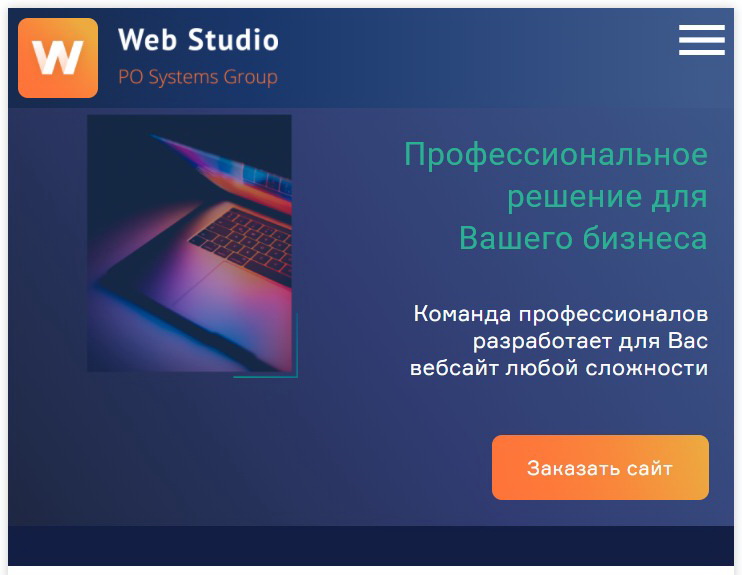 W
Web Studio
PO Systems Group
Профессиональное
решение для
Вашего бизнеса
Команда профессионалов
разработает для Вас
вебсайт любой сложности
Заказать сайт